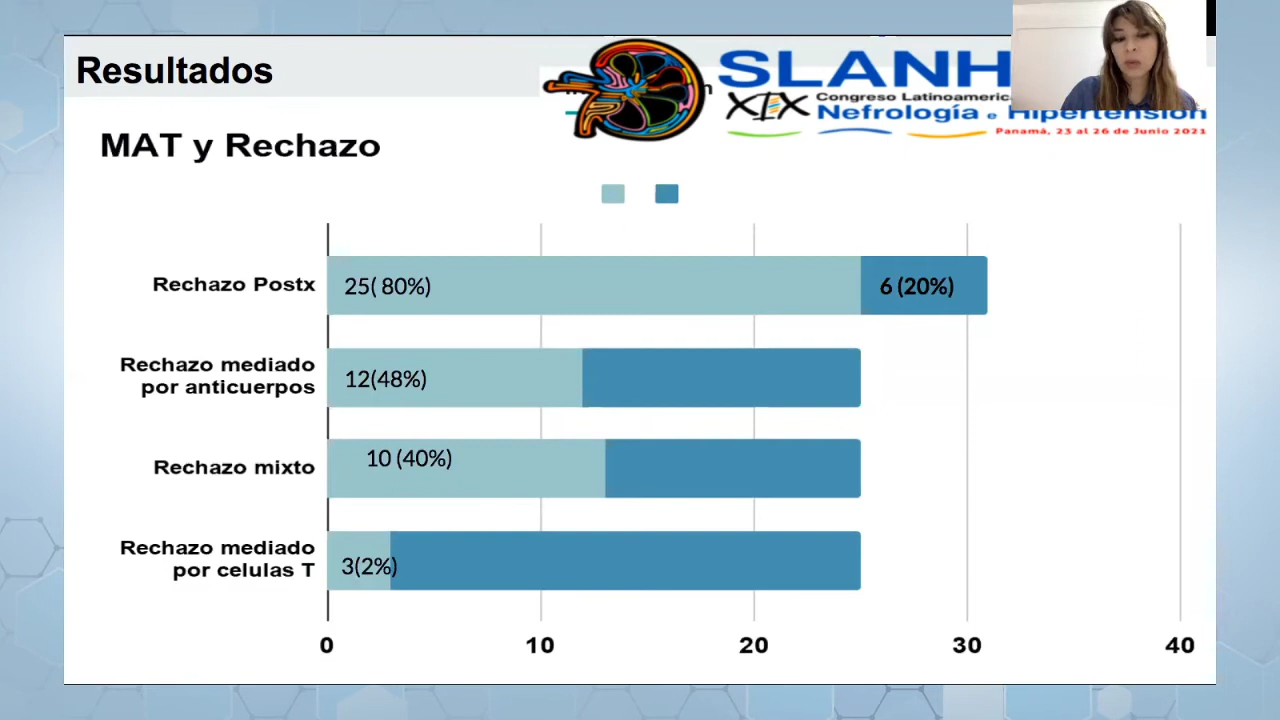 Resultados
SLANH
XIX Congreso Latinoameric
Nefrología e Hipertensión
Panamá, 23 al 26 de Junio 2021
MAT y Rechazo
Rechazo Postx
25( 80%)
6 (20%)
Rechazo mediado
por anticuerpos
12(48%)
Rechazo mixto
10 (40%)
Rechazo mediado
por celulas T
3(2%)
0 10 20 30 40